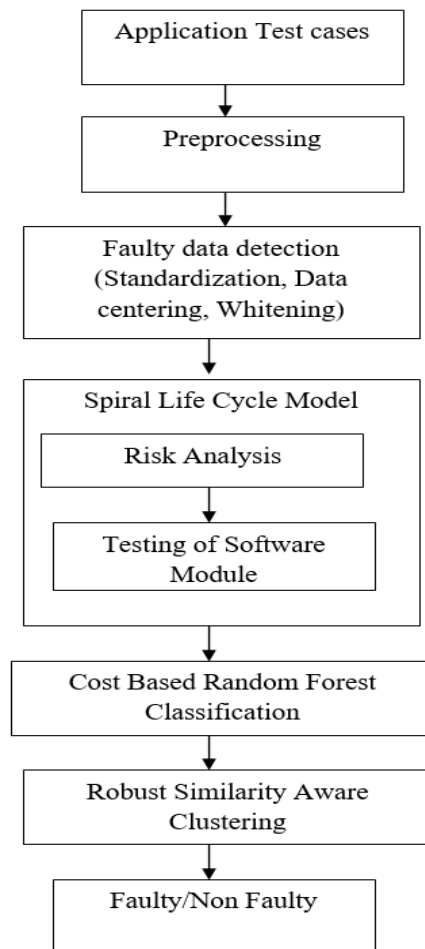 Application Test cases
Preprocessing
Faulty data detection
(Standardization, Data
centering, Whitening)
Spiral Life Cycle Model
Risk Analysis
Testing of Software
Module
Cost Based Random Forest
Classification
Robust Similarity Aware
Clustering
Faulty/Non Faulty